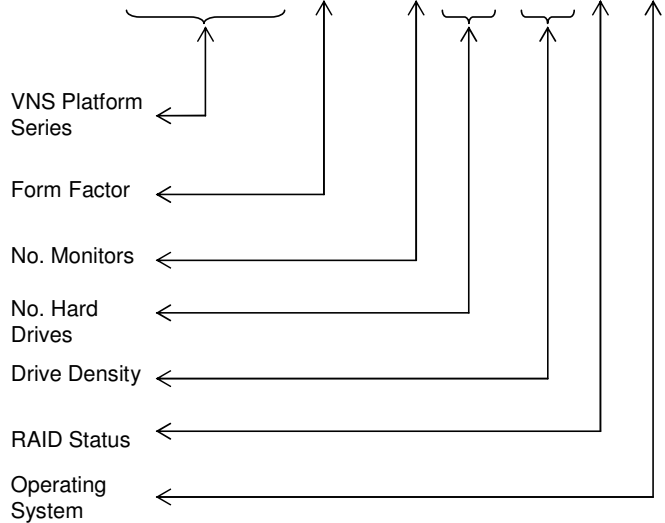 VNS Platform
Series
Form Factor
No. Monitors
No. Hard
Drives
Drive Density
RAID Status
Operating
System